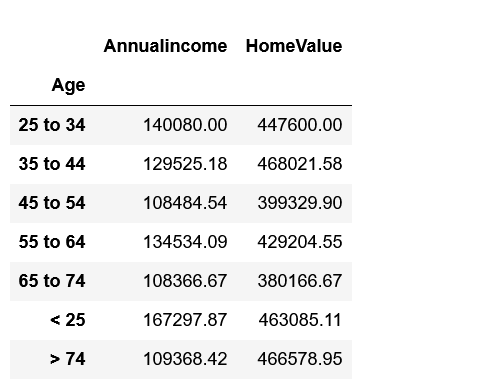 Annualincome HomeValue
Age
25 to 34 140080.00 447600.00
35 to 44 129525.18 468021.58
45 to 54 108484.54 399329.90
55 to 64 134534.09 429204.55
65 to 74 108366.67 380166.67
< 25 167297.87 463085.11
> 74 109368.42 466578.95